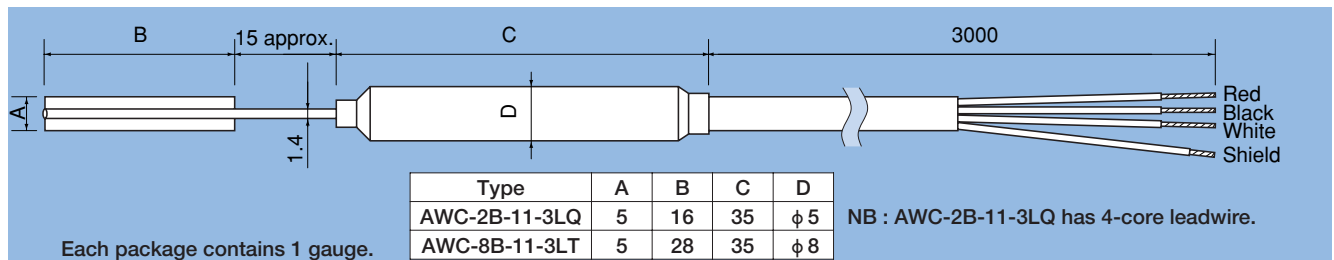 B 15 approx. C 3000
A
1.4
D
Red
Black
White
Shield
Type A B C D
AWC-2B-11-3LQ 5 16 35 φ5
AWC-8B-11-3LT 5 28 35 φ8
NB : AWC-2B-11-3LQ has 4-core leadwire.
Each package contains 1 gauge.